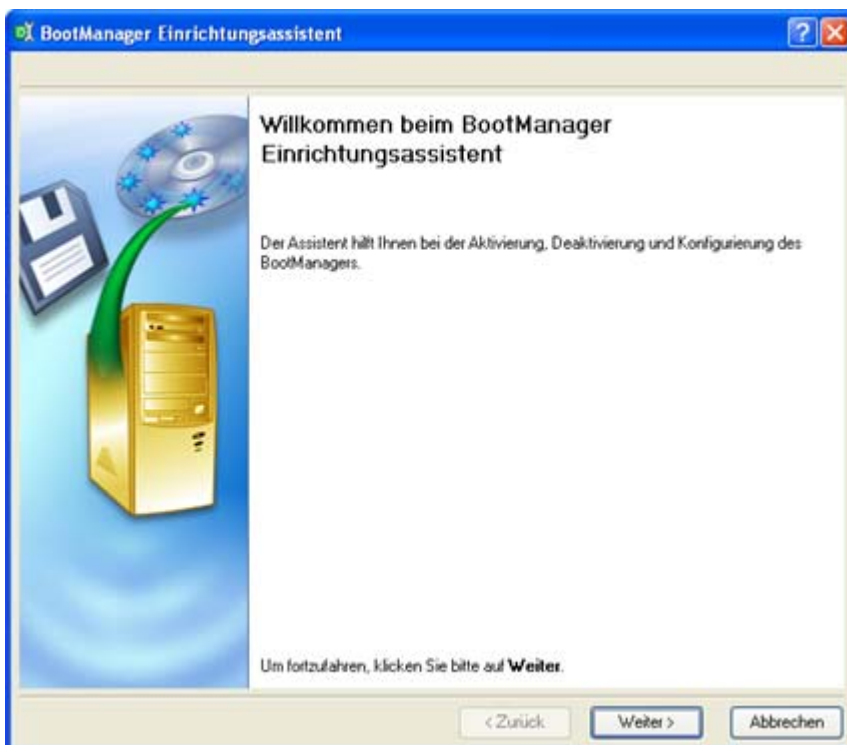 BootManager Einrichtungsassistent
Willkommen beim BootManager
Einrichtungsassistent
Der Assistent hilft Ihnen bei der Aktivierung, Deaktivierung und Konfigurierung des
BootManagers.
Um fortzufahren, klicken Sie bitte auf Weiter.
< Zurück
Weiter >
Abbrechen